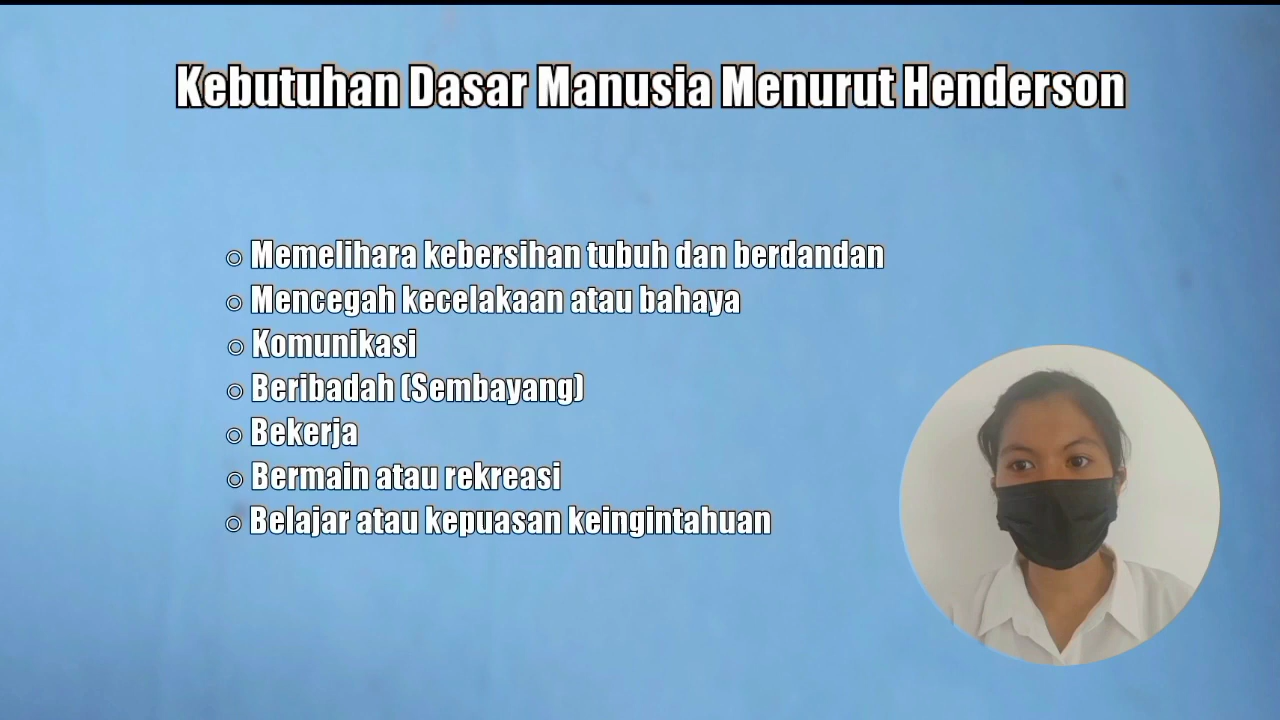 Kebutuhan Dasar Manusia Menurut Henderson
○ Memelihara kebersihan tubuh dan berdandan
○ Mencegah kecelakaan atau bahaya
○ Komunikasi
○ Beribadah (Sembayang)
○ Bekerja
○ Bermain atau rekreasi
○ Belajar atau kepuasan keingintahuan